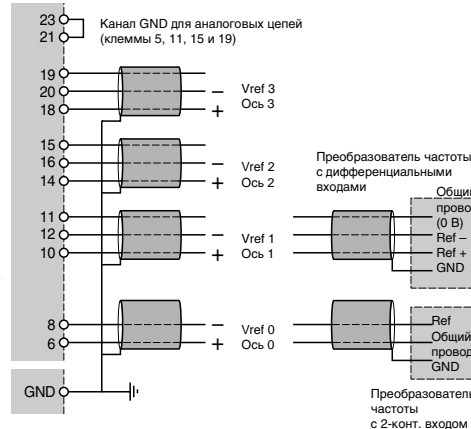 23
21
Канал GND для аналоговых цепей
(клеммы 5, 11, 15 и 19)
19
20
18
– Vref 3
+ Ось 3
15
16
14
– Vref 2
+ Ось 2
Преобразователь частоты
с дифференциальными
входами
11
12
10
– Vref 1
+ Ось 1
Общий
провод
(0 В)
Ref –
Ref +
GND
8
6
– Vref 0
+ Ось 0
Ref
Общий
провод
GND
GND
Преобразователь
частоты
с 2-конт. входом